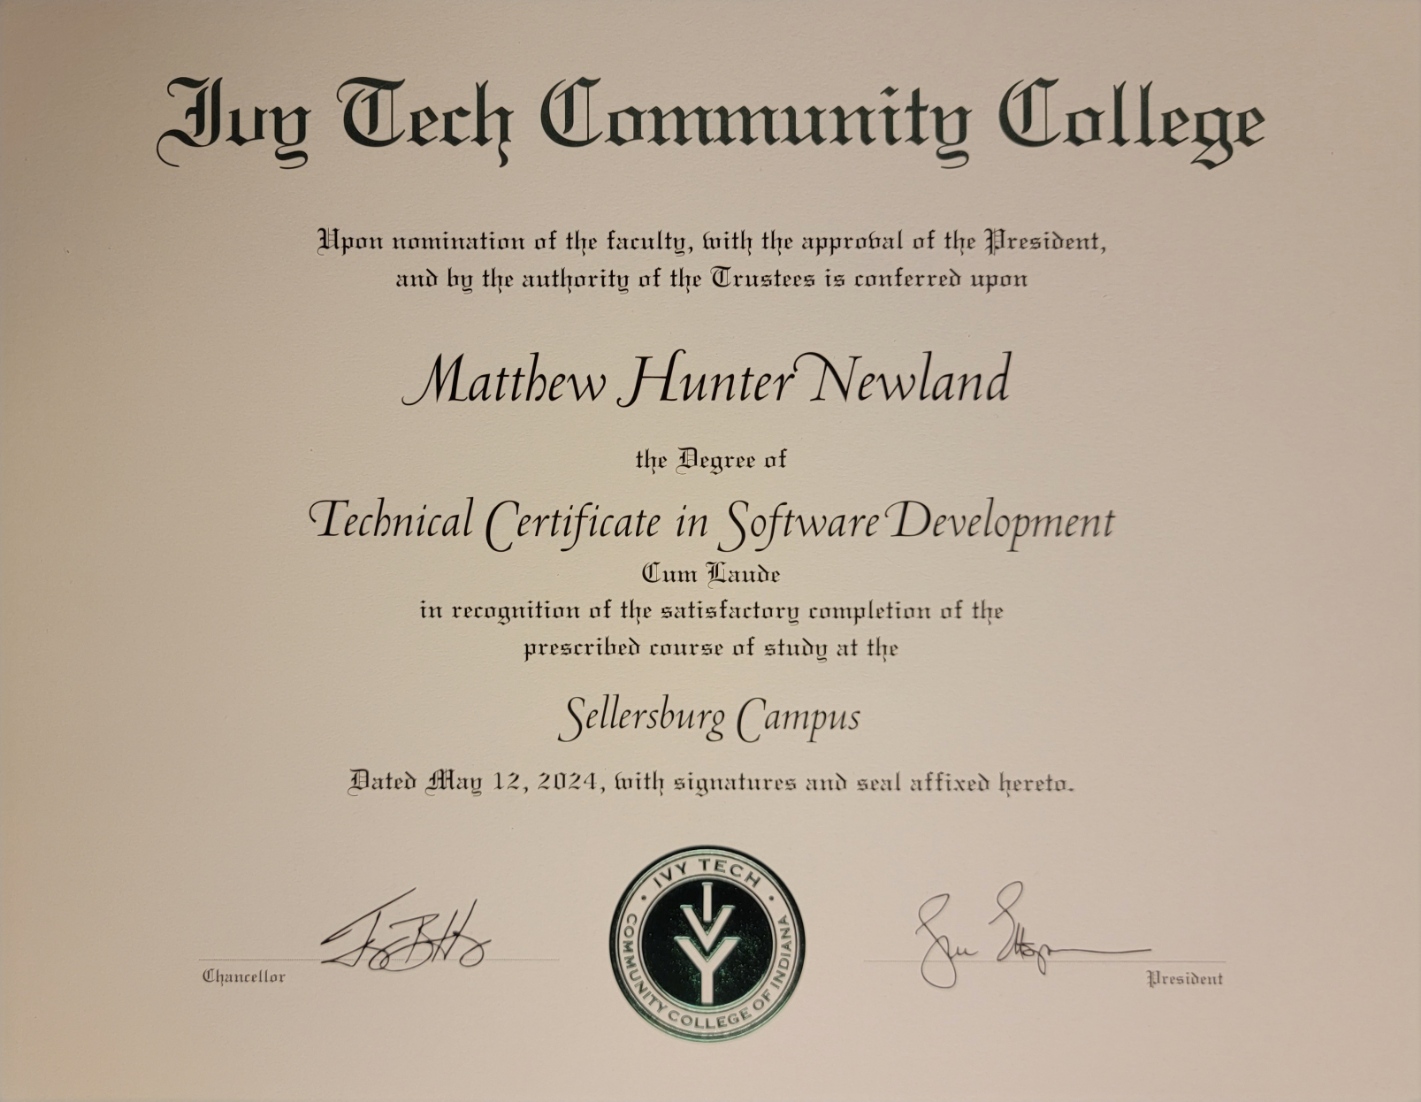 Ivy Tech Community College
Upon nomination of the faculty, with the approval of the President,
and by the authority of the Trustees is conferred upon
Matthew Hunter Newland
the Degree of
Technical Certificate in Software Development
Cum Laude
in recognition of the satisfactory completion of the
prescribed course of study at the
Sellersburg Campus
Dated May 12, 2024, with signatures and seal affixed hereto.
IVY TECH
IVY
COMMUNITY COLLEGE OF INDIANA
Chancellor
President